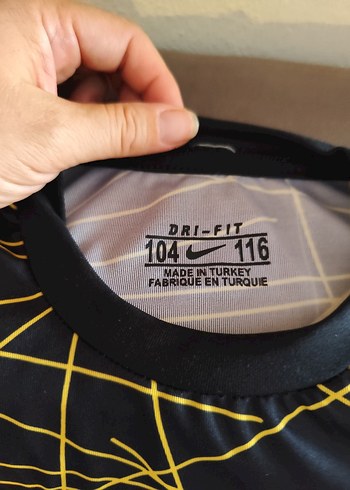 DRI-FIT
104 116
MADE IN TURKEY
FABRIQUE EN TURQUIE